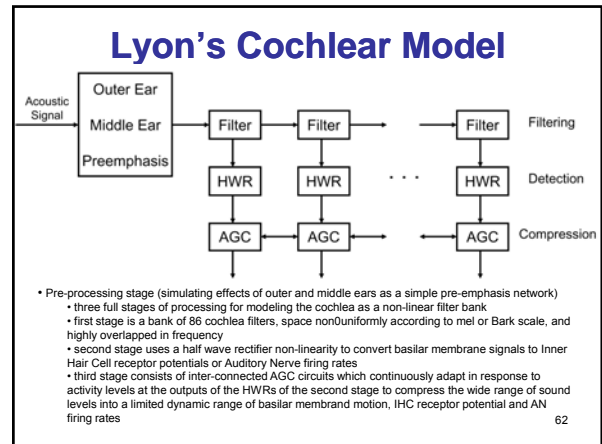 Lyon's Cochlear Model
Acoustic
Signal
Outer Ear
Middle Ear
Preemphasis
Filter
Filter
Filter
Filtering
HWR
HWR
. . .
HWR
Detection
AGC
AGC
AGC
Compression
• Pre-processing stage (simulating effects of outer and middle ears as a simple pre-emphasis network)
• three full stages of processing for modeling the cochlea as a non-linear filter bank
• first stage is a bank of 86 cochlea filters, space non0uniformly according to mel or Bark scale, and
highly overlapped in frequency
• second stage uses a half wave rectifier non-linearity to convert basilar membrane signals to Inner
Hair Cell receptor potentials or Auditory Nerve firing rates
• third stage consists of inter-connected AGC circuits which continuously adapt in response to
activity levels at the outputs of the HWRs of the second stage to compress the wide range of sound
levels into a limited dynamic range of basilar membrand motion, IHC receptor potential and AN
firing rates
62